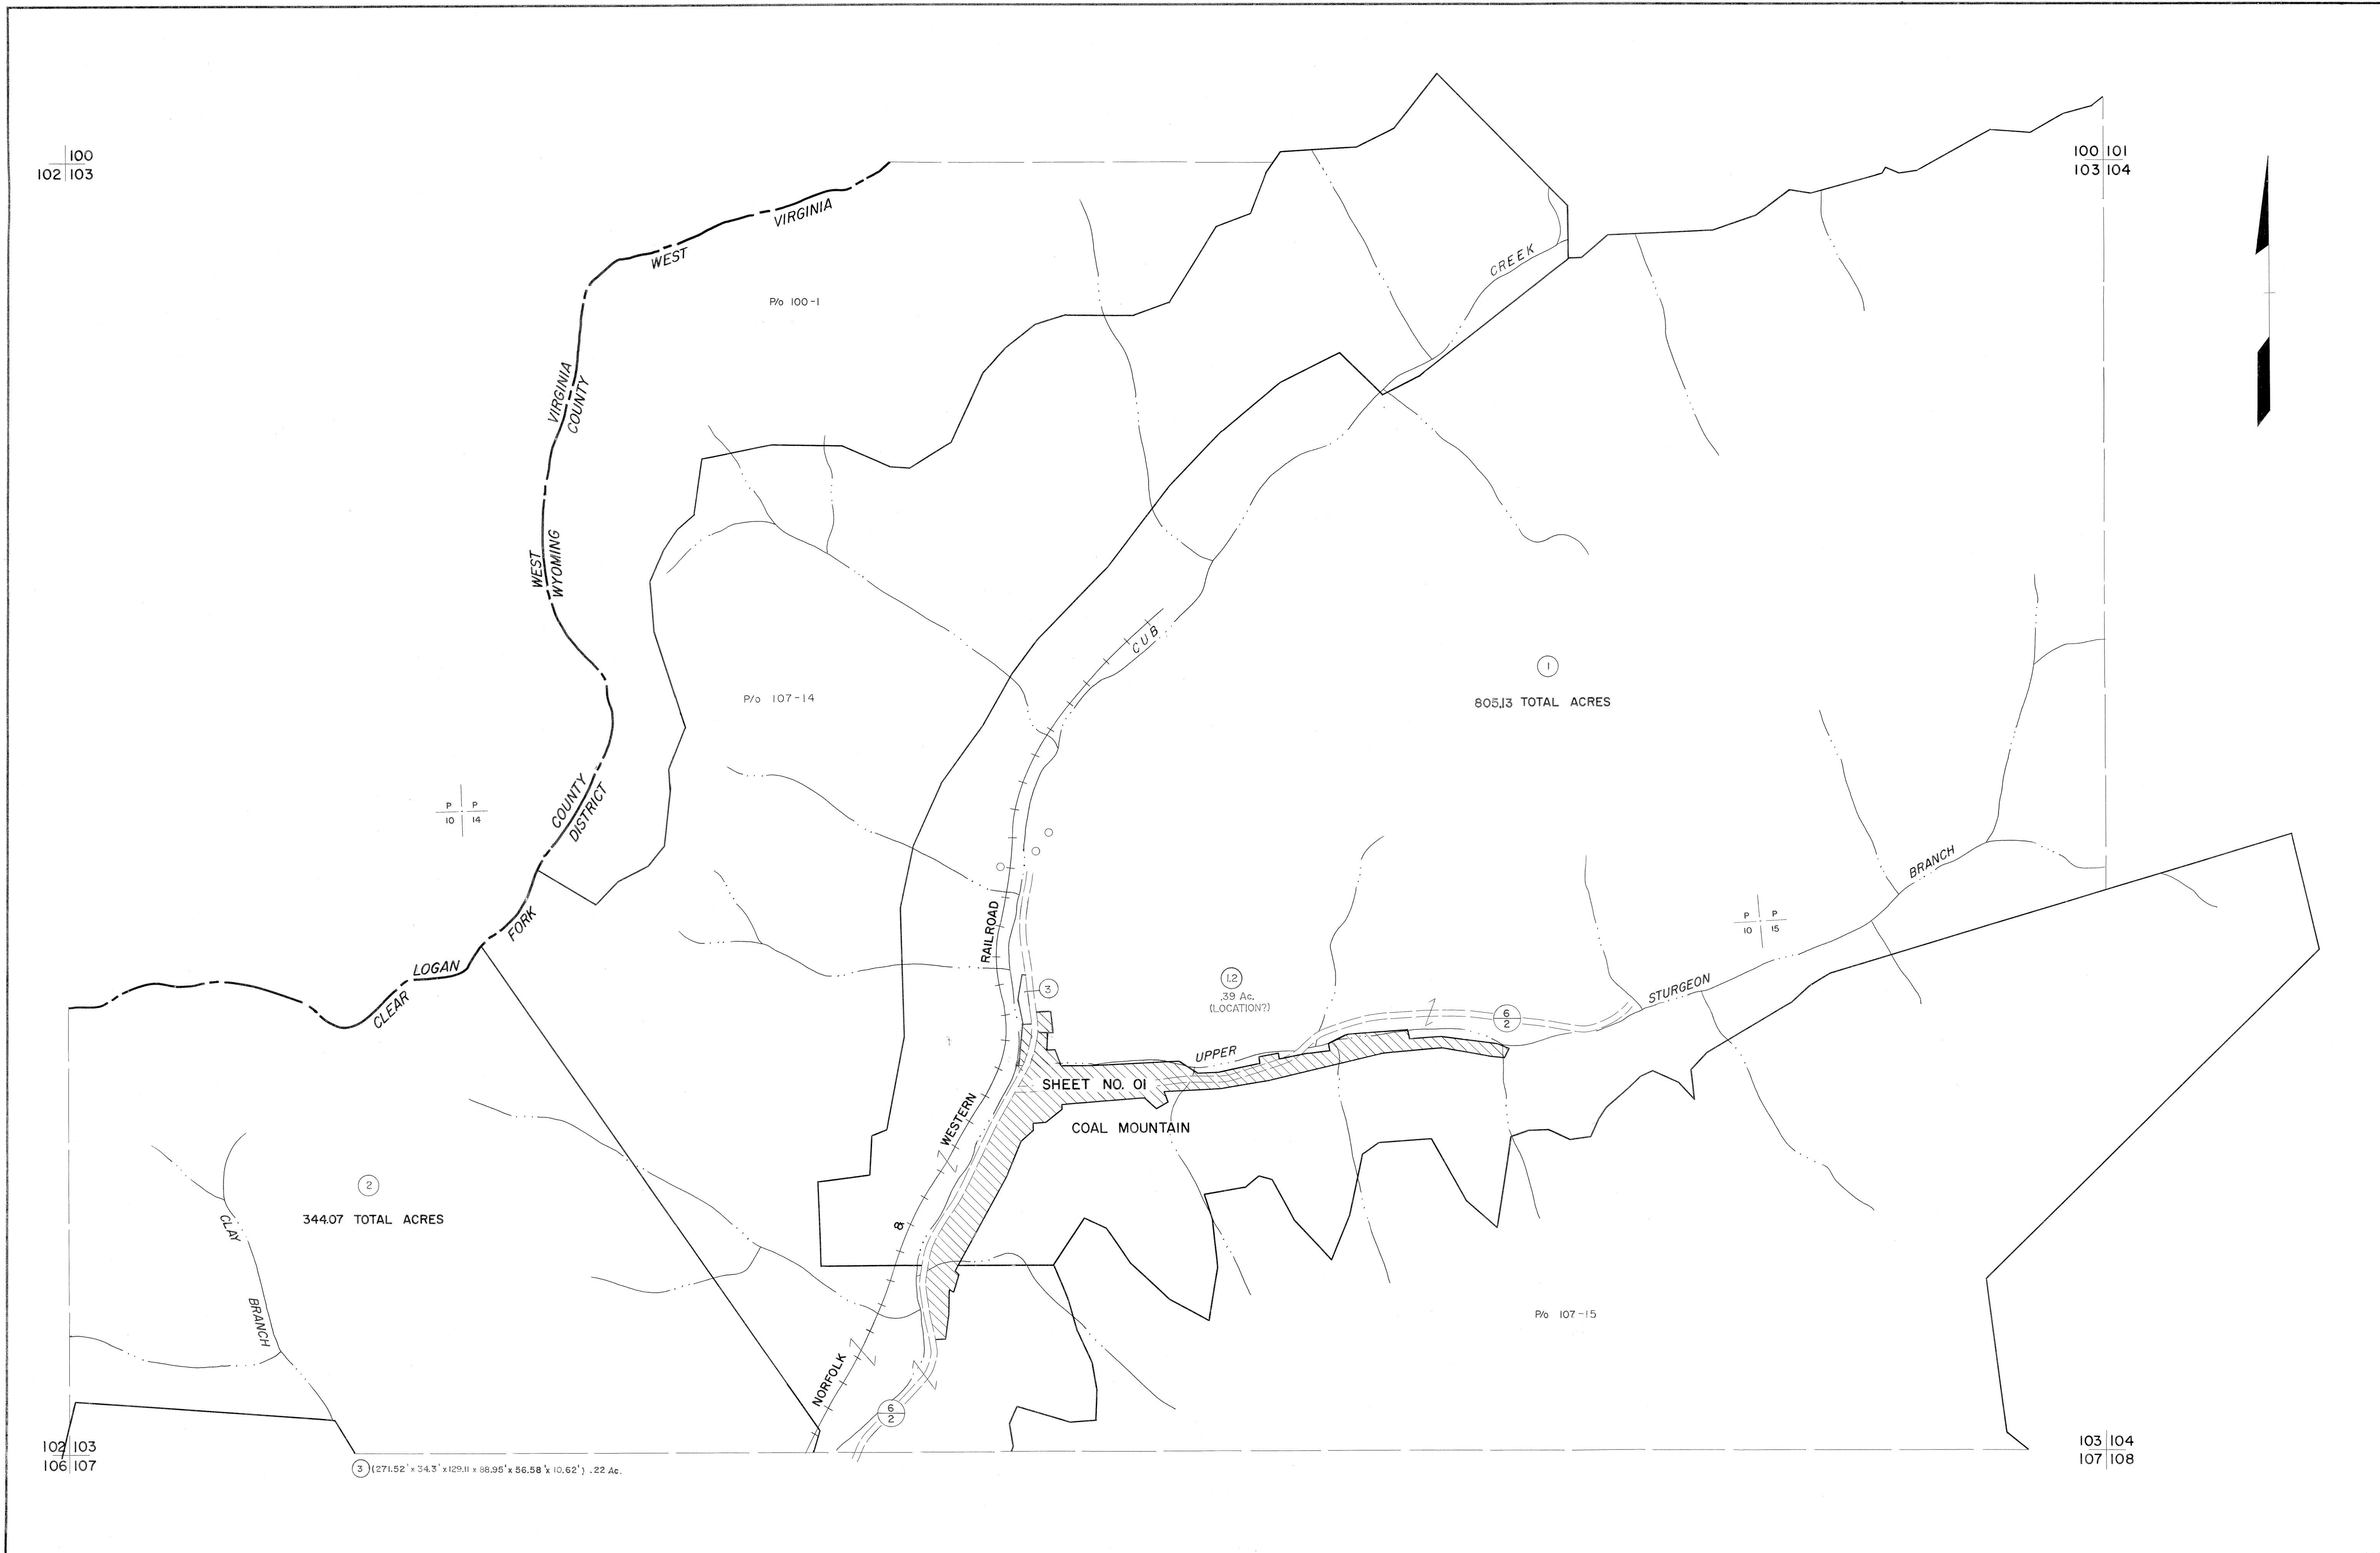 100
102 103
100 101
103 104
WEST VIRGINIA
P/o 100-1
CREEK
WEST VIRGINIA
WYOMING COUNTY
CUB
1
805.13 TOTAL ACRES
P/o 107-14
P P
10 14
LOGAN COUNTY
CLEAR FORK DISTRICT
RAILROAD
BRANCH
P P
10 15
1.2
.39 Ac.
(LOCATION?)
3
STURGEON
6
2
UPPER
SHEET NO. 01
COAL MOUNTAIN
WESTERN
&
NORFOLK
2
344.07 TOTAL ACRES
CLAY
BRANCH
P/o 107-15
6
2
102 103
106 107
103 104
107 108
3 (271.52' x 34.3' x 129.11 x 88.95' x 56.58' x 10.62') .22 Ac.